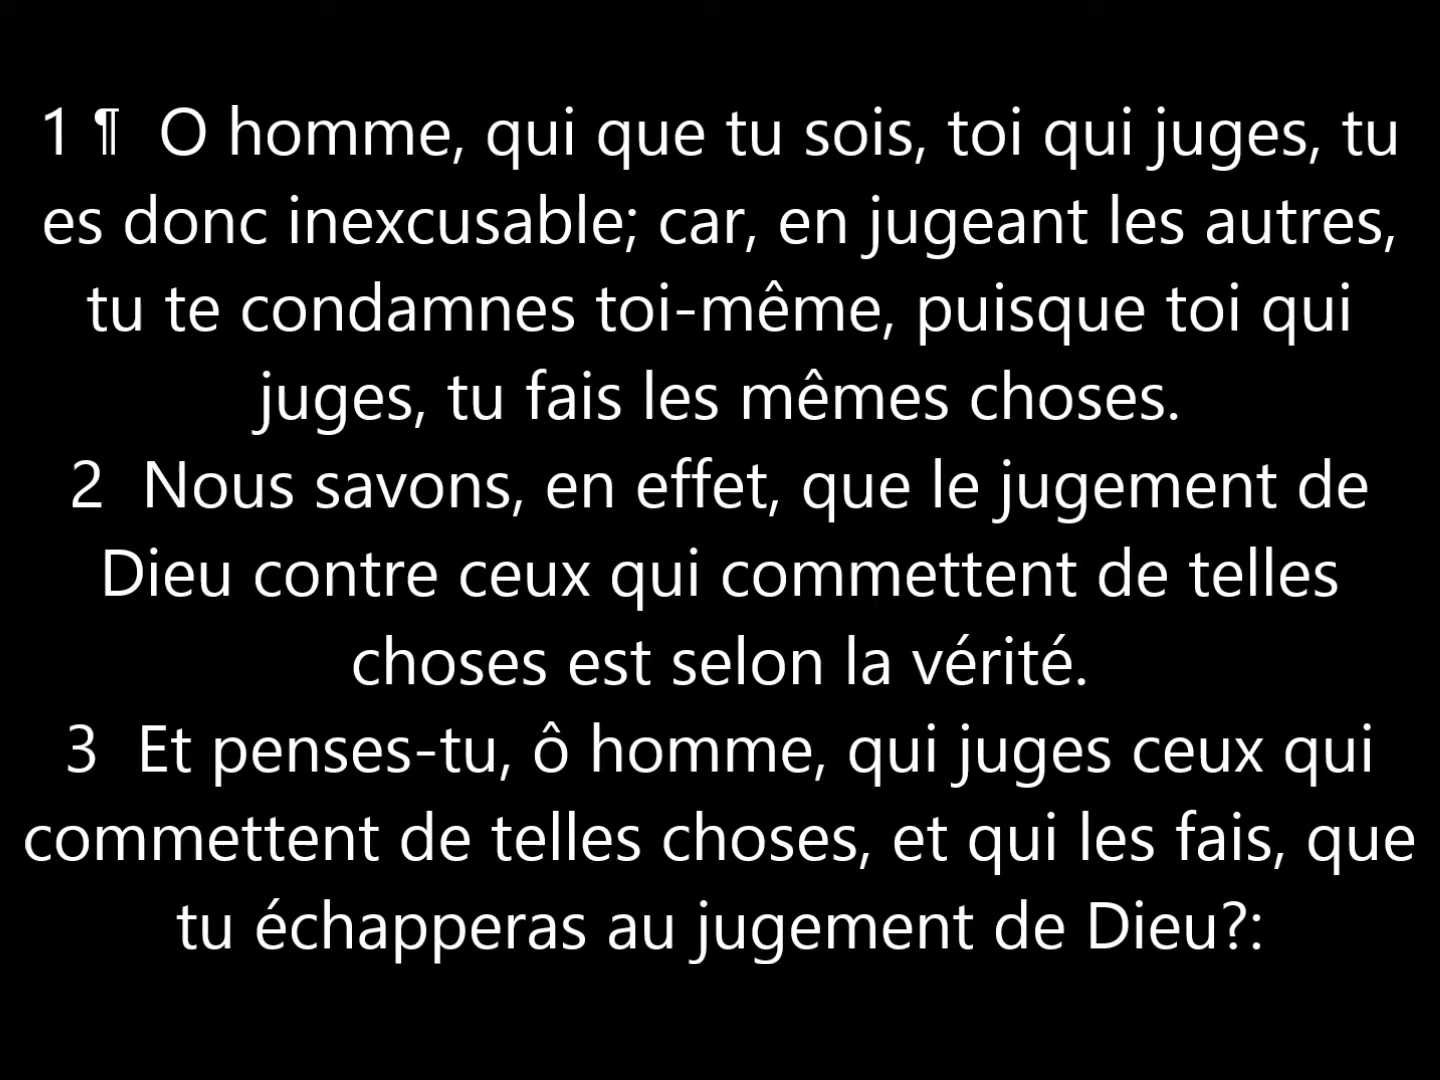 1 ¶  O homme, qui que tu sois, toi qui juges, tu
es donc inexcusable; car, en jugeant les autres,
tu te condamnes toi-même, puisque toi qui
juges, tu fais les mêmes choses.
2  Nous savons, en effet, que le jugement de
Dieu contre ceux qui commettent de telles
choses est selon la vérité.
3  Et penses-tu, ô homme, qui juges ceux qui
commettent de telles choses, et qui les fais, que
tu échapperas au jugement de Dieu?: